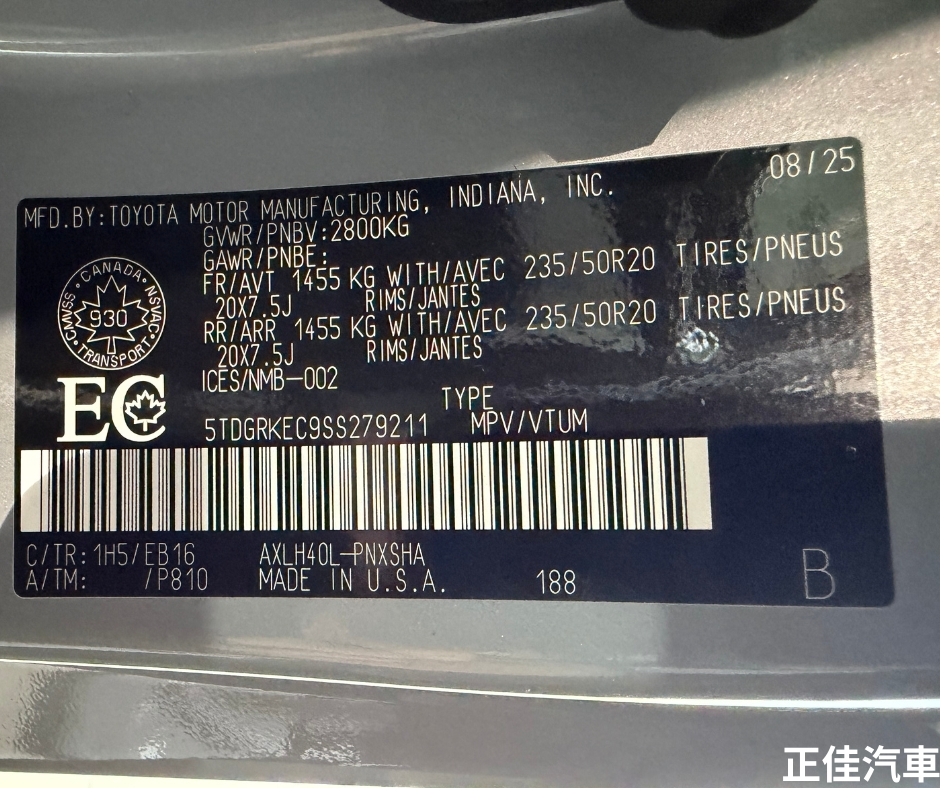 08/25
MFD.BY:TOYOTA MOTOR MANUFACTURING, INDIANA, INC.
GVWR/PNBV:2800KG
GAWR/PNBE:
FR/AVT 1455 KG WITH/AVEC 235/50R20 TIRES/PNEUS
20X7.5J RIMS/JANTES
RR/ARR 1455 KG WITH/AVEC 235/50R20 TIRES/PNEUS
20X7.5J RIMS/JANTES
ICES/NMB-002
CANADA
CMVSS 930 NSVAC
TRANSPORT
EC
TYPE
5TDGRKEC9SS279211 MPV/VTUM
C/TR: 1H5/EB16 AXLH40L-PNXSHA
A/TM: /P810 MADE IN U.S.A. 188
B
正佳汽車